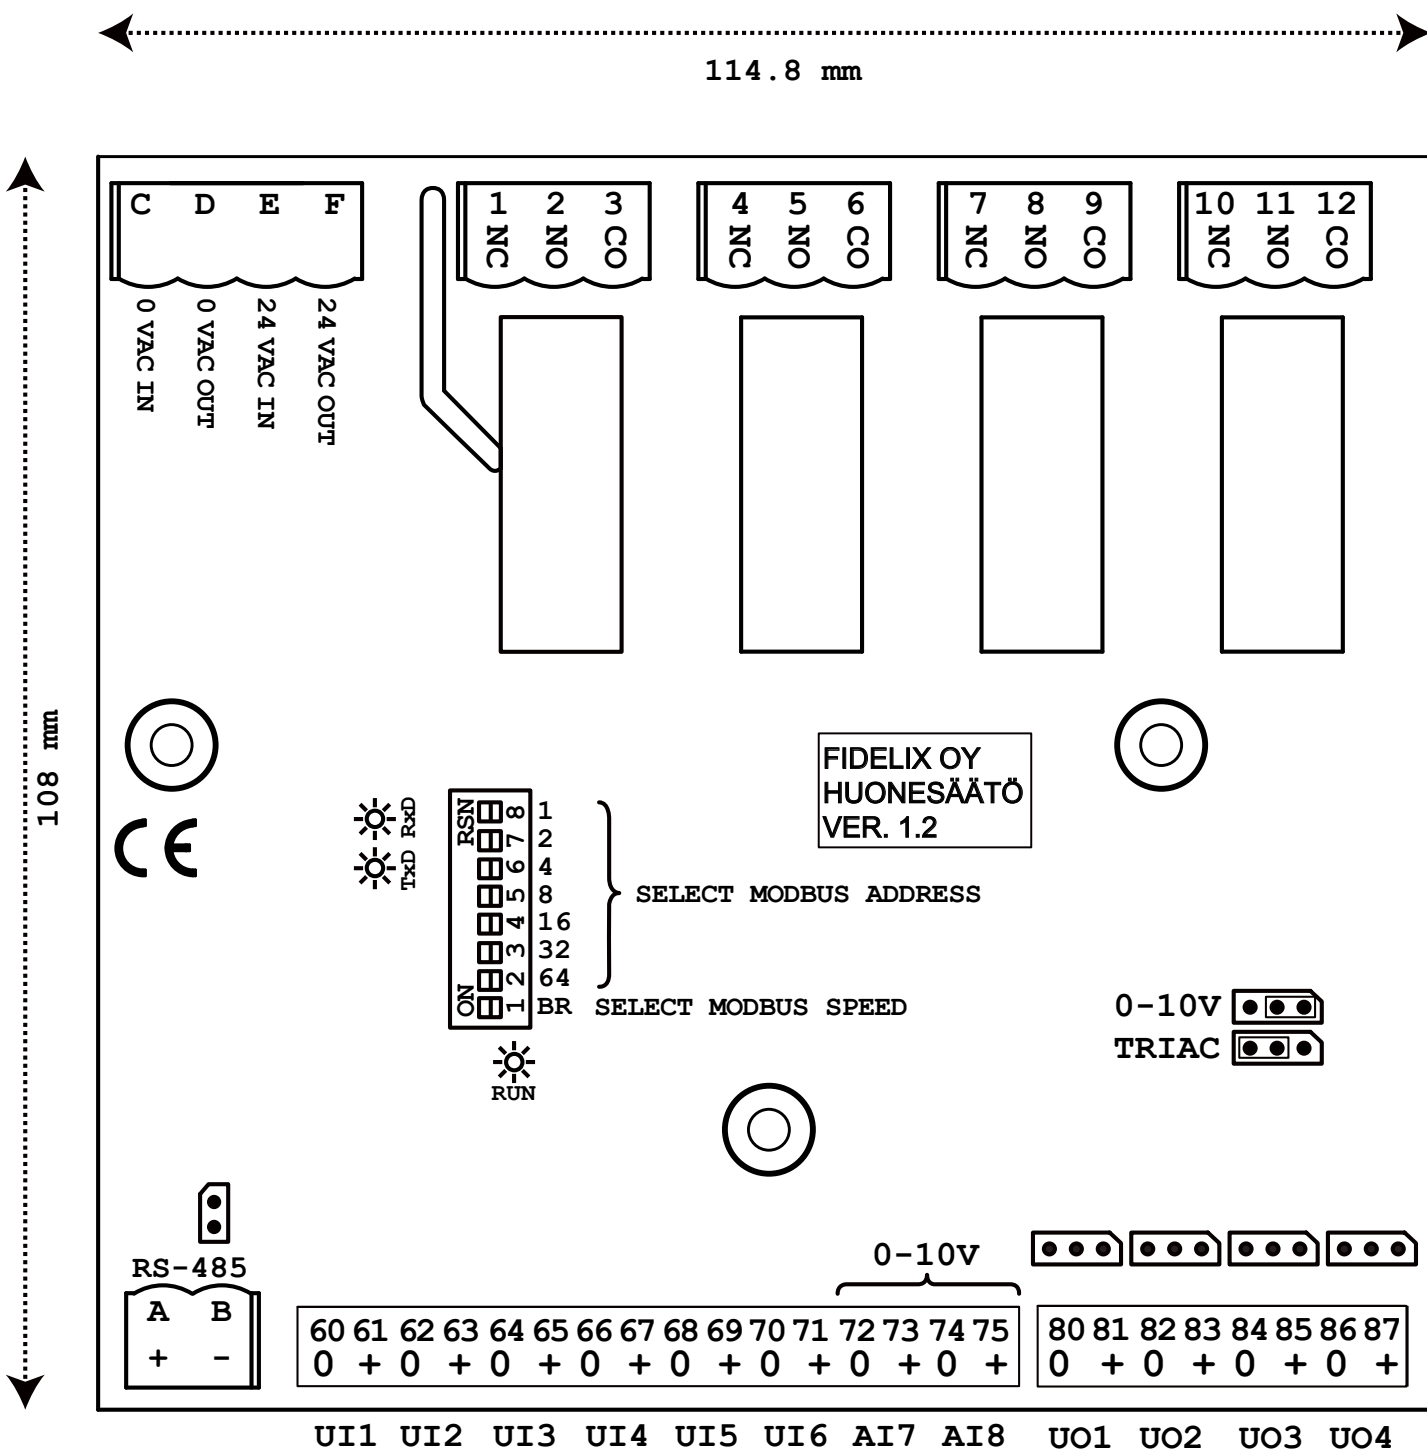 114.8 mm
108 mm
C D E F
0 VAC IN
0 VAC OUT
24 VAC IN
24 VAC OUT
1 2 3
NC NO CO
4 5 6
NC NO CO
7 8 9
NC NO CO
10 11 12
NC NO CO
FIDELIX OY
HUONESÄÄTÖ
VER. 1.2
RxD
TxD
RSN
ON
8 1
7 2
6 4
5 8
4 16
3 32
2 64
1 BR
SELECT MODBUS ADDRESS
SELECT MODBUS SPEED
RUN
0-10V
TRIAC
CE
RS-485
A B
+ -
0-10V
60 61 62 63 64 65 66 67 68 69 70 71 72 73 74 75
0 + 0 + 0 + 0 + 0 + 0 + 0 + 0 +
80 81 82 83 84 85 86 87
0 + 0 + 0 + 0 +
UI1 UI2 UI3 UI4 UI5 UI6 AI7 AI8 UO1 UO2 UO3 UO4